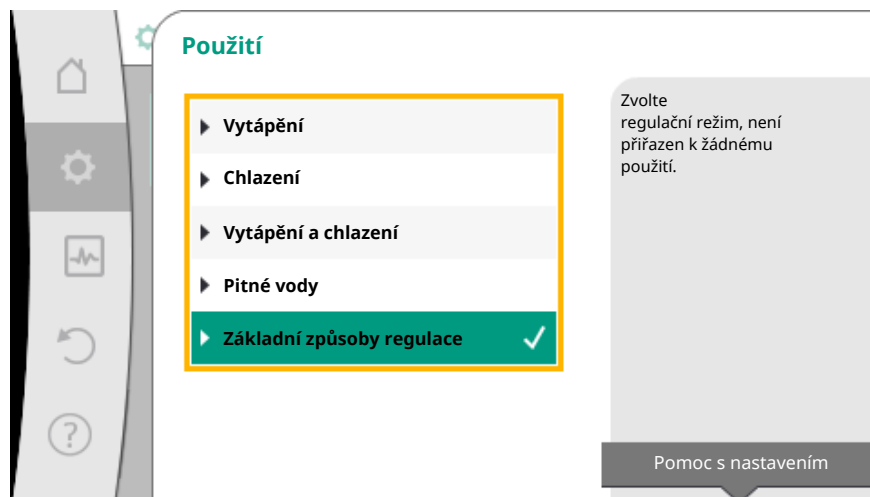 Použití
Vytápění
Chlazení
Vytápění a chlazení
Pitné vody
Základní způsoby regulace
Zvolte
regulační režim, není
přiřazen k žádnému
použití.
Pomoc s nastavením